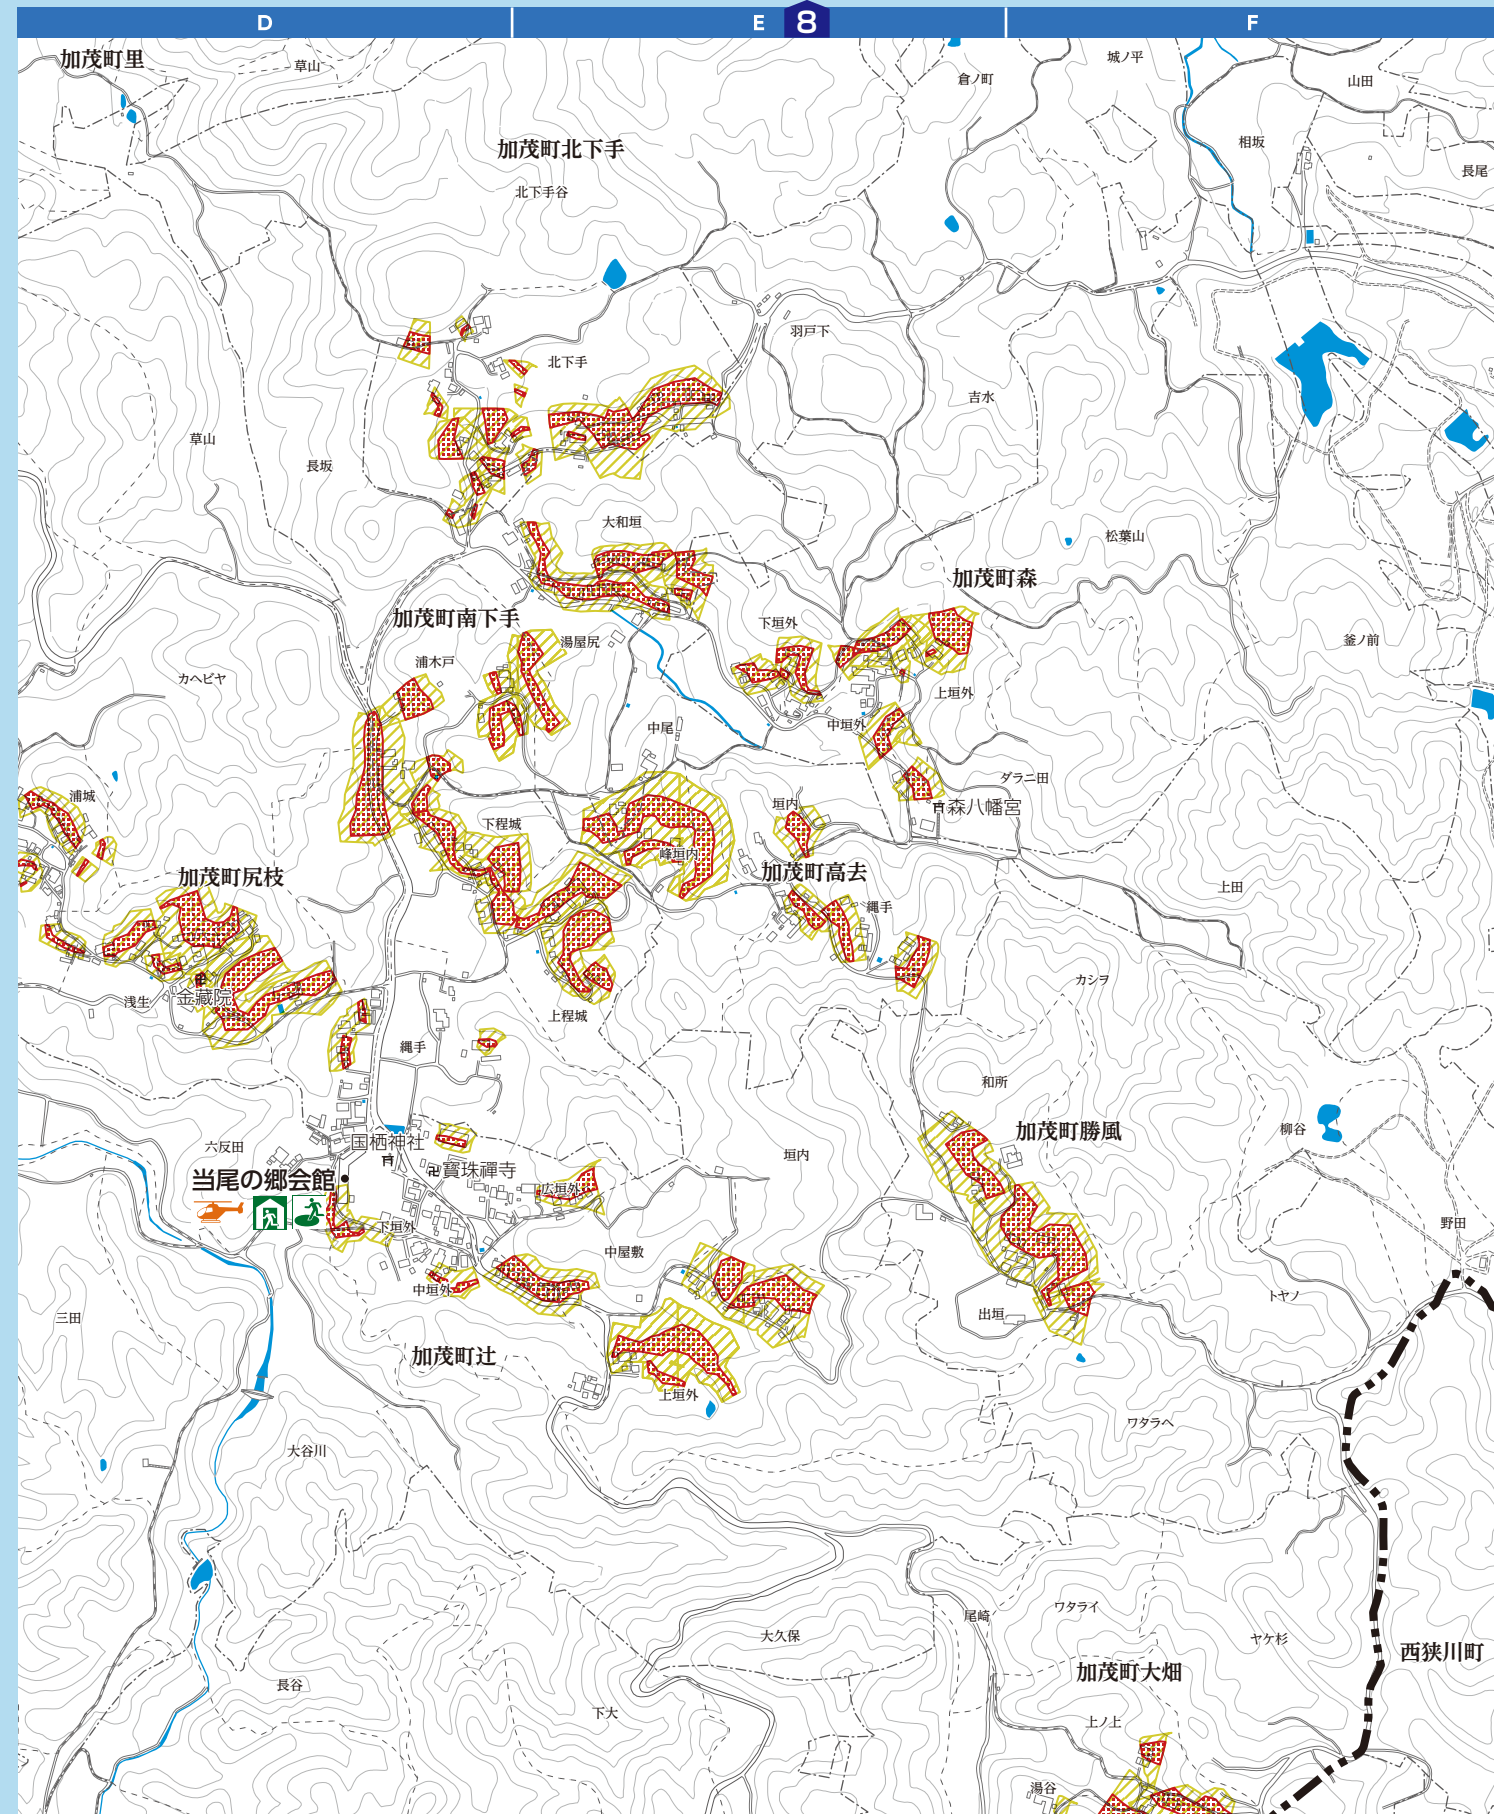 D
E
8
F
加茂町里
草山
倉ノ町
城ノ平
山田
加茂町北下手
相坂
長尾
北下手谷
羽戸下
北下手
吉水
草山
長坂
大和垣
松葉山
加茂町森
加茂町南下手
下垣外
湯屋尻
釜ノ前
浦木戸
カヘビヤ
上垣外
中尾
中垣外
ダラニ田
浦城
垣内
森八幡宮
下程城
峰垣内
加茂町高去
加茂町尻枝
上田
縄手
カシヲ
金蔵院
浅生
上程城
縄手
和所
加茂町勝風
柳谷
国栖神社
六反田
垣内
寶珠禪寺
当尾の郷会館
広垣外
下垣外
野田
中屋敷
中垣外
トヤノ
出垣
三田
加茂町辻
上垣外
ワタラヘ
大谷川
ワタライ
尾崎
大久保
ヤケ杉
西狭川町
加茂町大畑
長谷
下大
上ノ上
湯谷